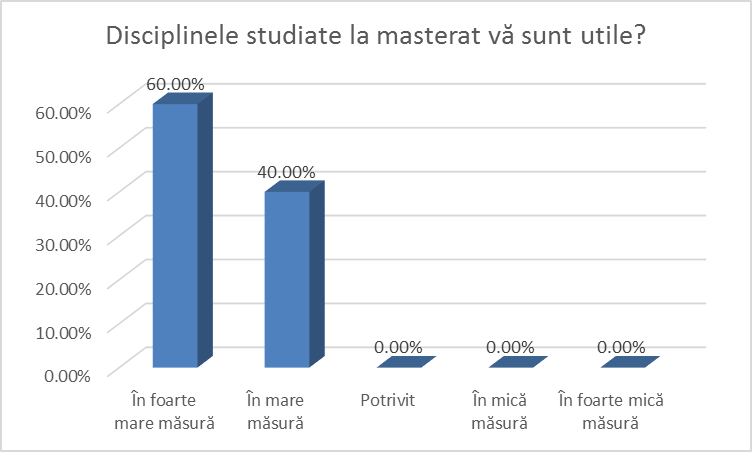 Disciplinele studiate la masterat vă sunt utile?
60.00%
40.00%
0.00%
0.00%
0.00%
60.00%
50.00%
40.00%
30.00%
20.00%
10.00%
0.00%
În foarte
mare măsură
În mare
măsură
Potrivit
În mică
măsură
În foarte mică
măsură